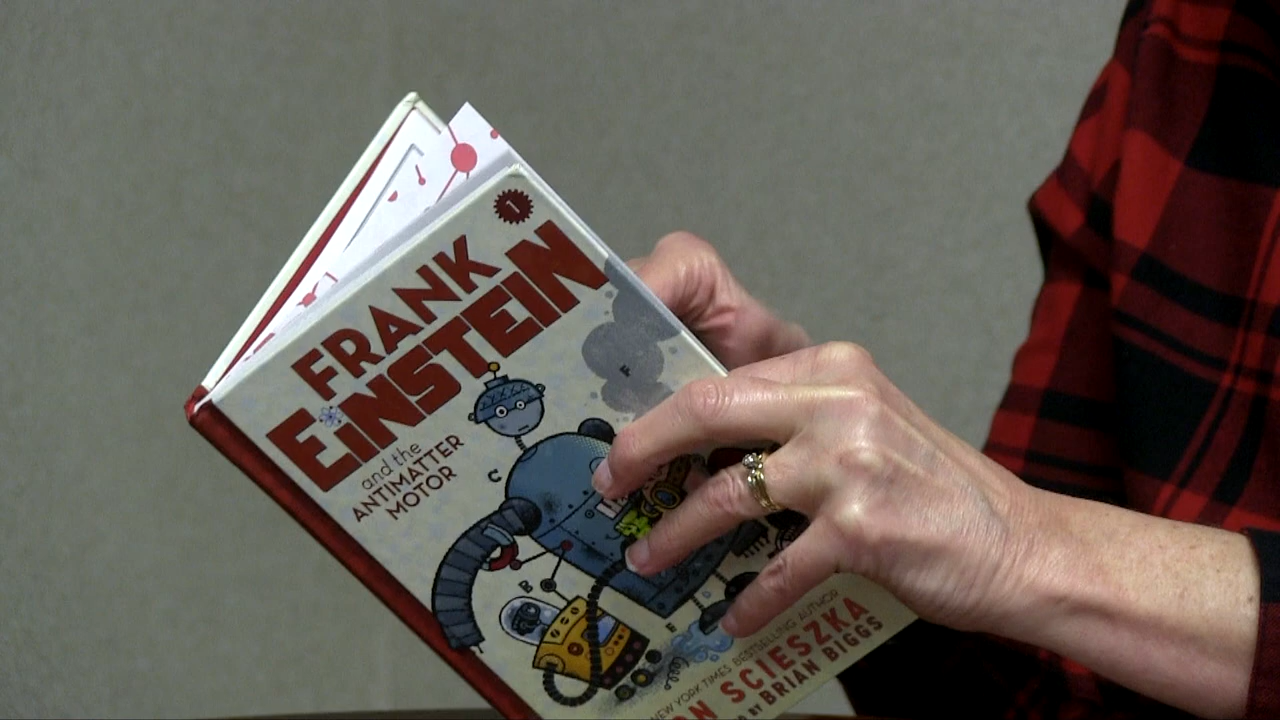 1
FRANK
EiNSTEIN
and the
ANTIMATTER
MOTOR
F
C
B
E
D
NEW YORK TIMES BESTSELLING AUTHOR
ON SCIESZKA
D BY BRIAN BIGGS